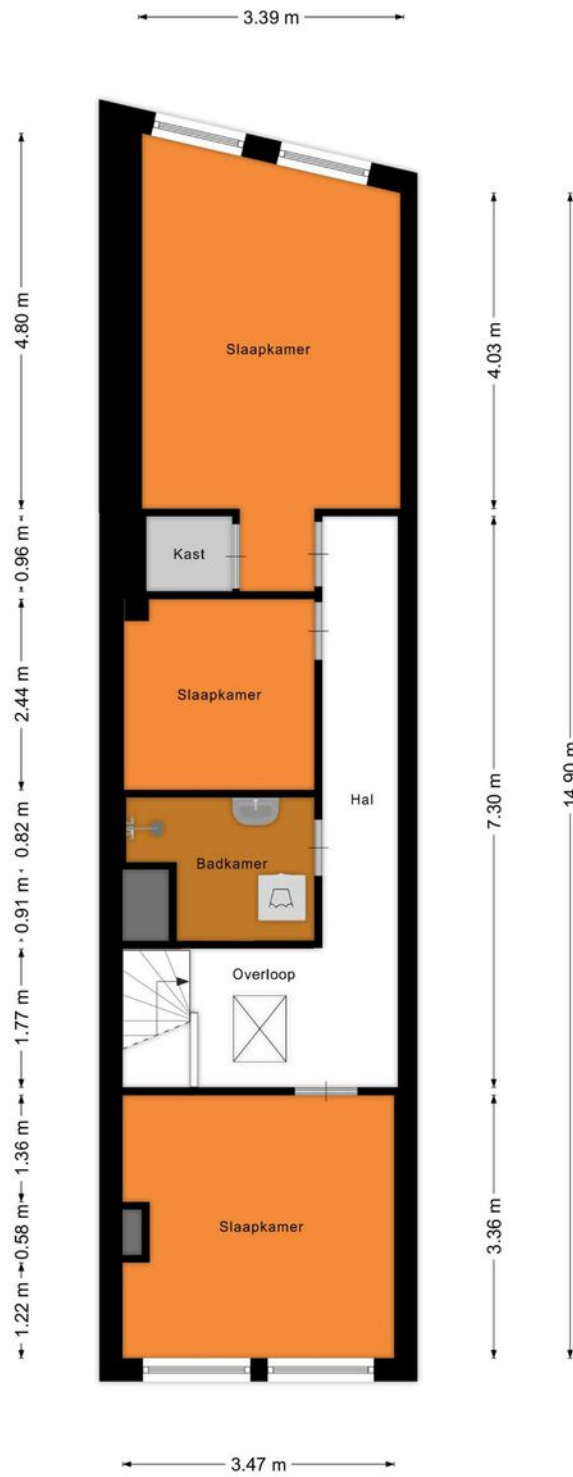 3.39 m
4.80 m
4.03 m
Slaapkamer
0.96 m
Kast
2.44 m
Slaapkamer
7.30 m
14.90 m
Hal
0.82 m
Badkamer
0.91 m
1.77 m
Overloop
1.36 m
0.58 m
Slaapkamer
3.36 m
1.22 m
3.47 m